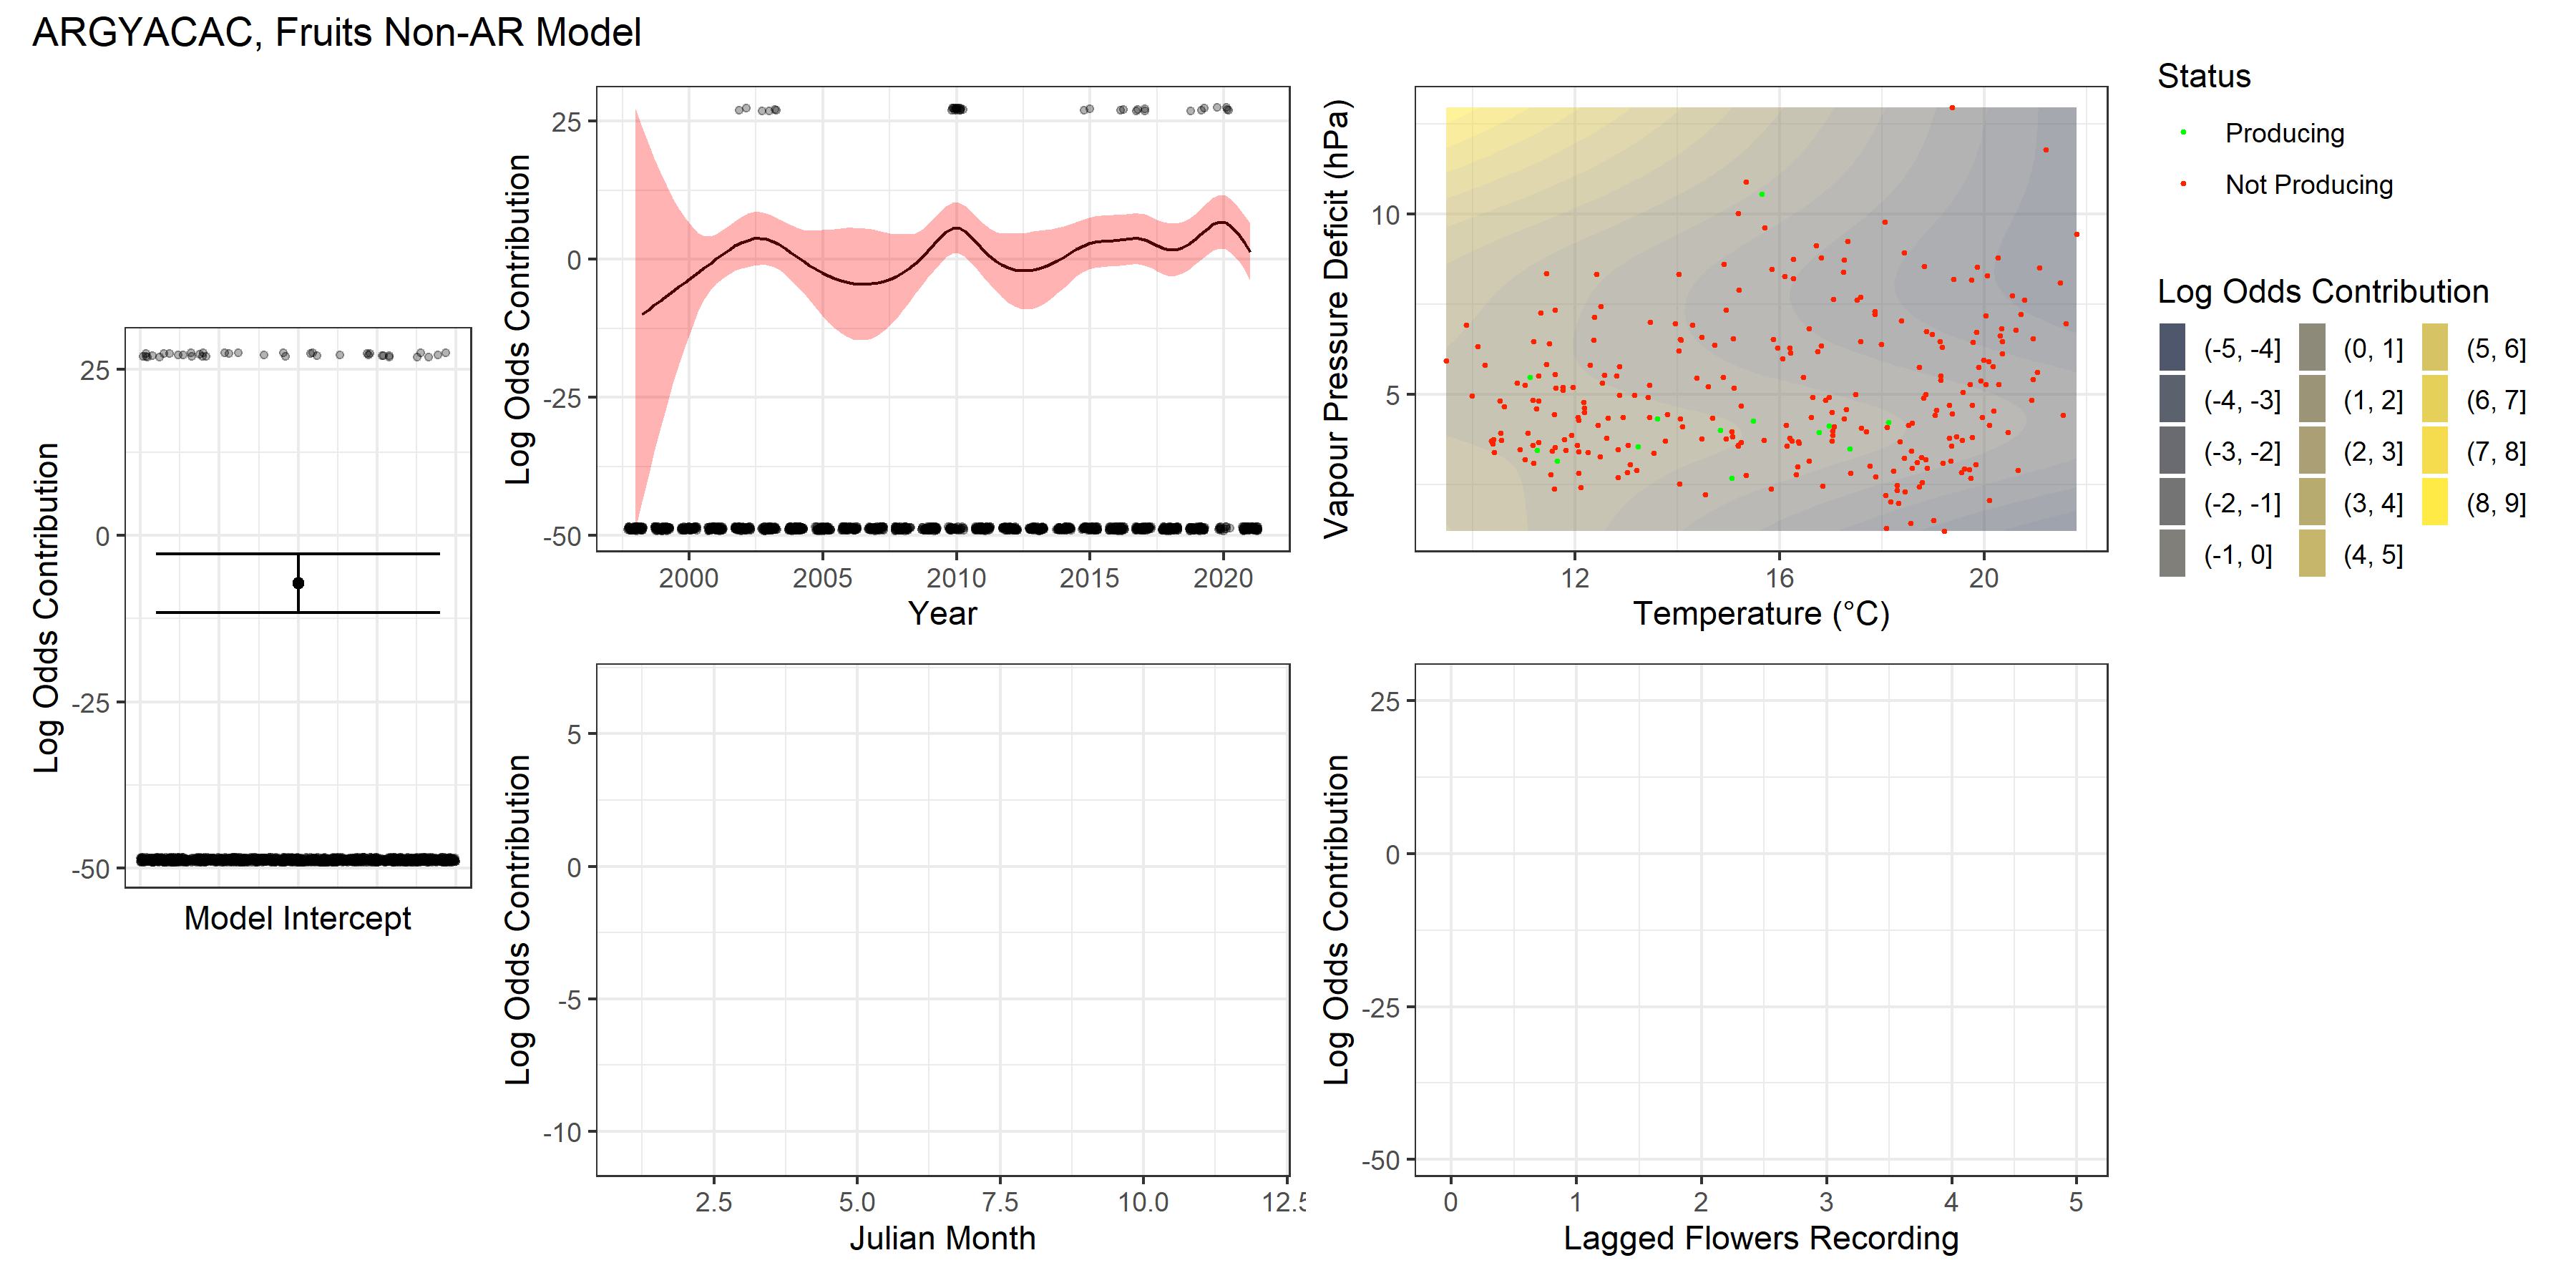 ARGYACAC, Fruits Non-AR Model
Log Odds Contribution
25
0
-25
-50
Model Intercept
Log Odds Contribution
25
0
-25
-50
2000 2005 2010 2015 2020
Year
Vapour Pressure Deficit (hPa)
10
5
12 16 20
Temperature (°C)
Status
Producing
Not Producing
Log Odds Contribution
(-5, -4] (0, 1] (5, 6]
(-4, -3] (1, 2] (6, 7]
(-3, -2] (2, 3] (7, 8]
(-2, -1] (3, 4] (8, 9]
(-1, 0] (4, 5]
Log Odds Contribution
5
0
-5
-10
2.5 5.0 7.5 10.0 12.5
Julian Month
Log Odds Contribution
25
0
-25
-50
0 1 2 3 4 5
Lagged Flowers Recording